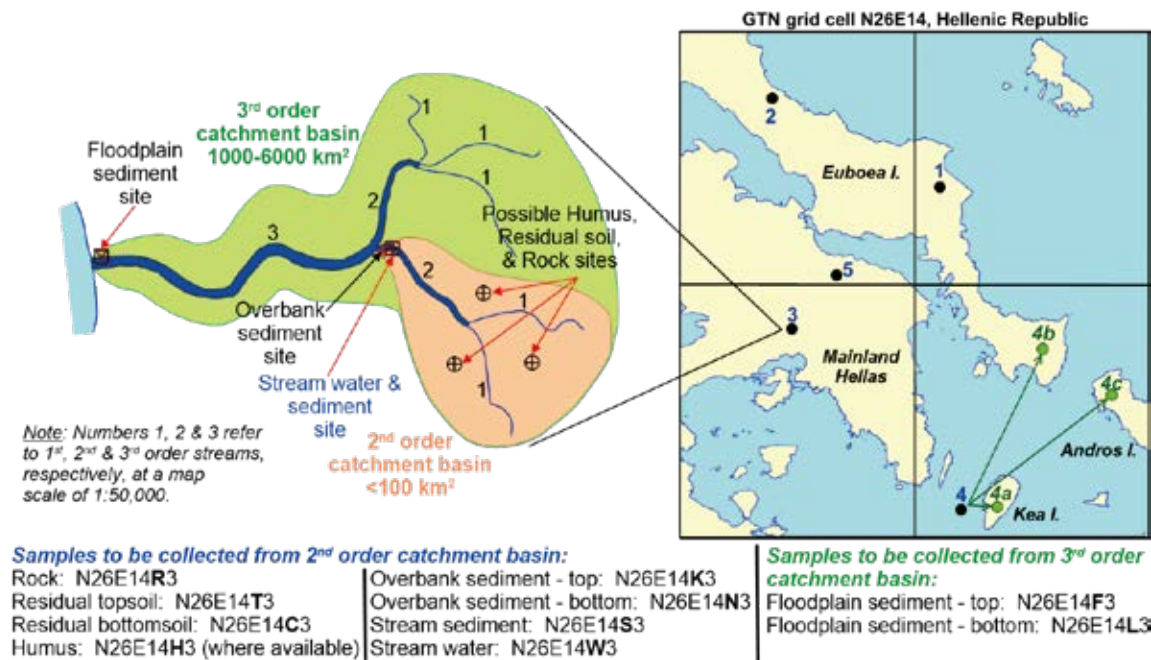 GTN grid cell N26E14, Hellenic Republic
3rd order
catchment basin
1000-6000 km²
Floodplain
sediment
site
1
1
1
2
3
Possible Humus,
Residual soil,
& Rock sites
2
1
1
Overbank
sediment
site
Stream water &
sediment
site
2nd order
catchment basin
<100 km²
Note: Numbers 1, 2 & 3 refer
to 1st, 2nd & 3rd order streams,
respectively, at a map
scale of 1:50,000.
2
Euboea I.
1
5
3
Mainland
Hellas
4b
4c
Andros I.
4
4a
Kea I.
Samples to be collected from 2nd order catchment basin:
Rock: N26E14R3
Residual topsoil: N26E14T3
Residual bottomsoil: N26E14C3
Humus: N26E14H3 (where available)
Overbank sediment - top: N26E14K3
Overbank sediment - bottom: N26E14N3
Stream sediment: N26E14S3
Stream water: N26E14W3
Samples to be collected from 3rd order
catchment basin:
Floodplain sediment - top: N26E14F3
Floodplain sediment - bottom: N26E14L3